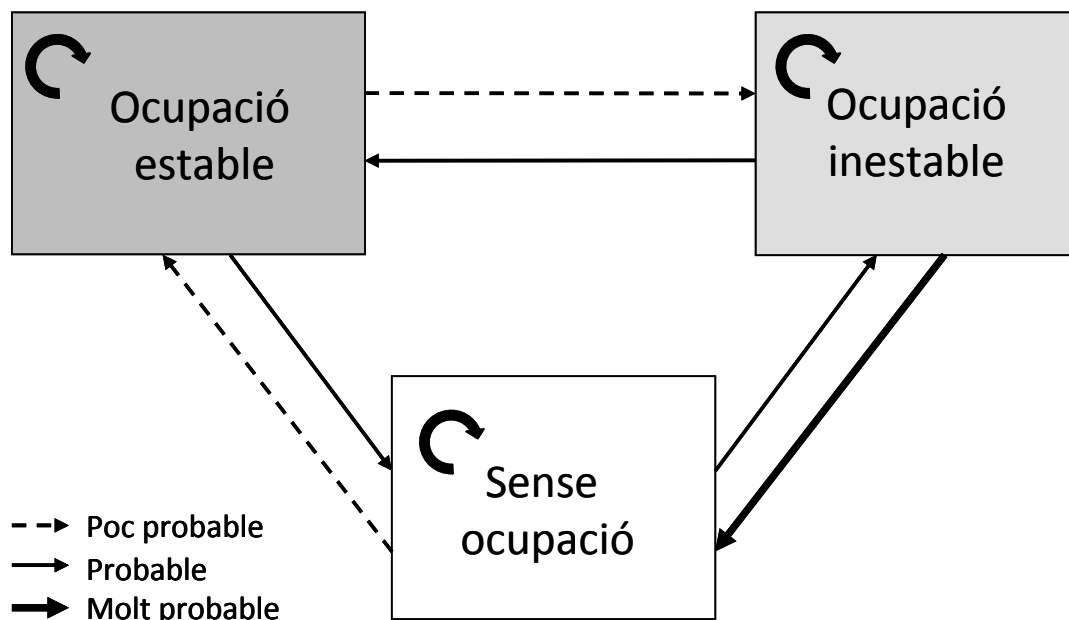 Ocupació
estable
Ocupació
inestable
Sense
ocupació
Poc probable
Probable
Molt probable